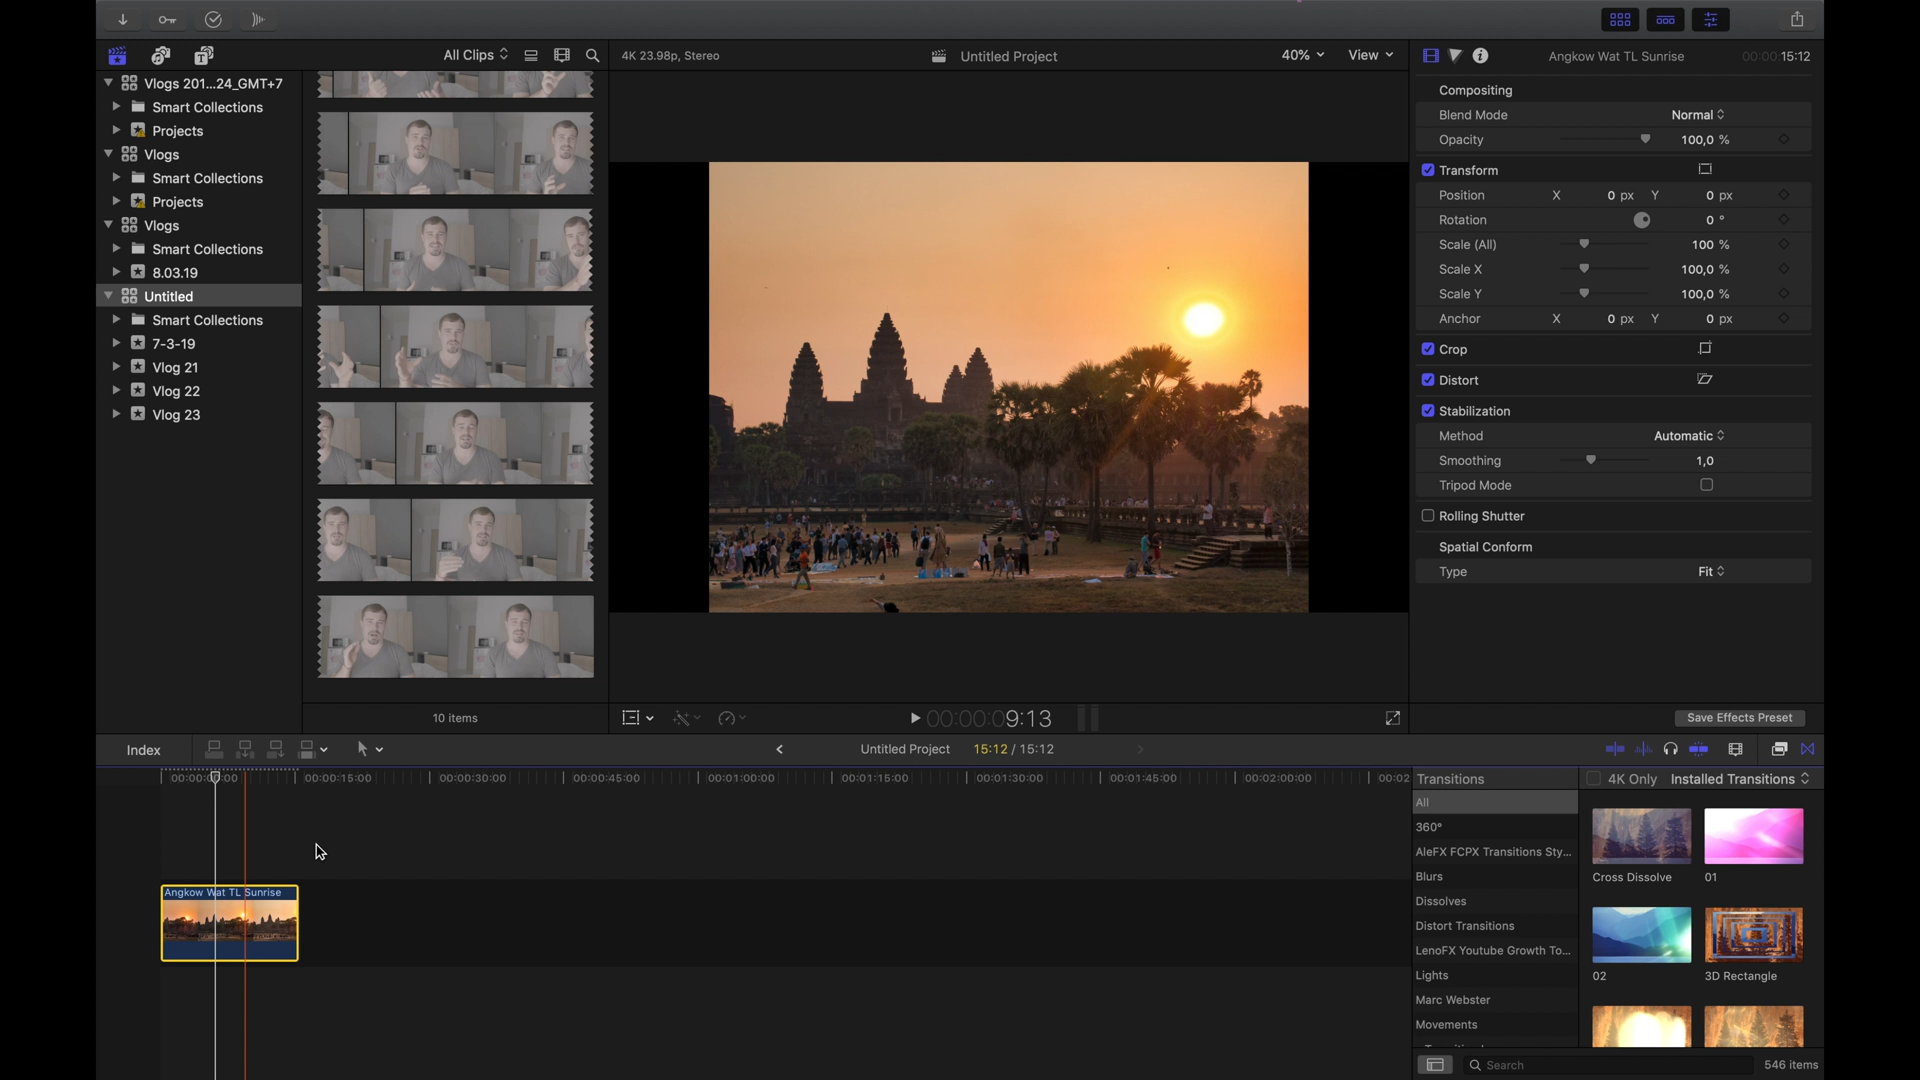 All Clips
4K 23.98p, Stereo
Untitled Project
40%
View
Angkow Wat TL Sunrise
00:00:15:12
Vlogs 201...24_GMT+7
Smart Collections
Projects
Vlogs
Smart Collections
Projects
Vlogs
Smart Collections
8.03.19
Untitled
Smart Collections
7-3-19
Vlog 21
Vlog 22
Vlog 23
10 items
Compositing
Blend Mode Normal
Opacity 100,0 %
Transform
Position X 0 px Y 0 px
Rotation 0 °
Scale (All) 100 %
Scale X 100,0 %
Scale Y 100,0 %
Anchor X 0 px Y 0 px
Crop
Distort
Stabilization
Method Automatic
Smoothing 1,0
Tripod Mode
Rolling Shutter
Spatial Conform
Type Fit
00:00:09:13
Save Effects Preset
Index
Untitled Project 15:12 / 15:12
00:00:00:00 00:00:15:00 00:00:30:00 00:00:45:00 00:01:00:00 00:01:15:00 00:01:30:00 00:01:45:00 00:02:00:00 00:02
Angkow Wat TL Sunrise
Transitions
4K Only
Installed Transitions
All
360°
AleFX FCPX Transitions Sty...
Blurs
Dissolves
Distort Transitions
LenoFX Youtube Growth To...
Lights
Marc Webster
Movements
Cross Dissolve
01
02
3D Rectangle
Search
546 items